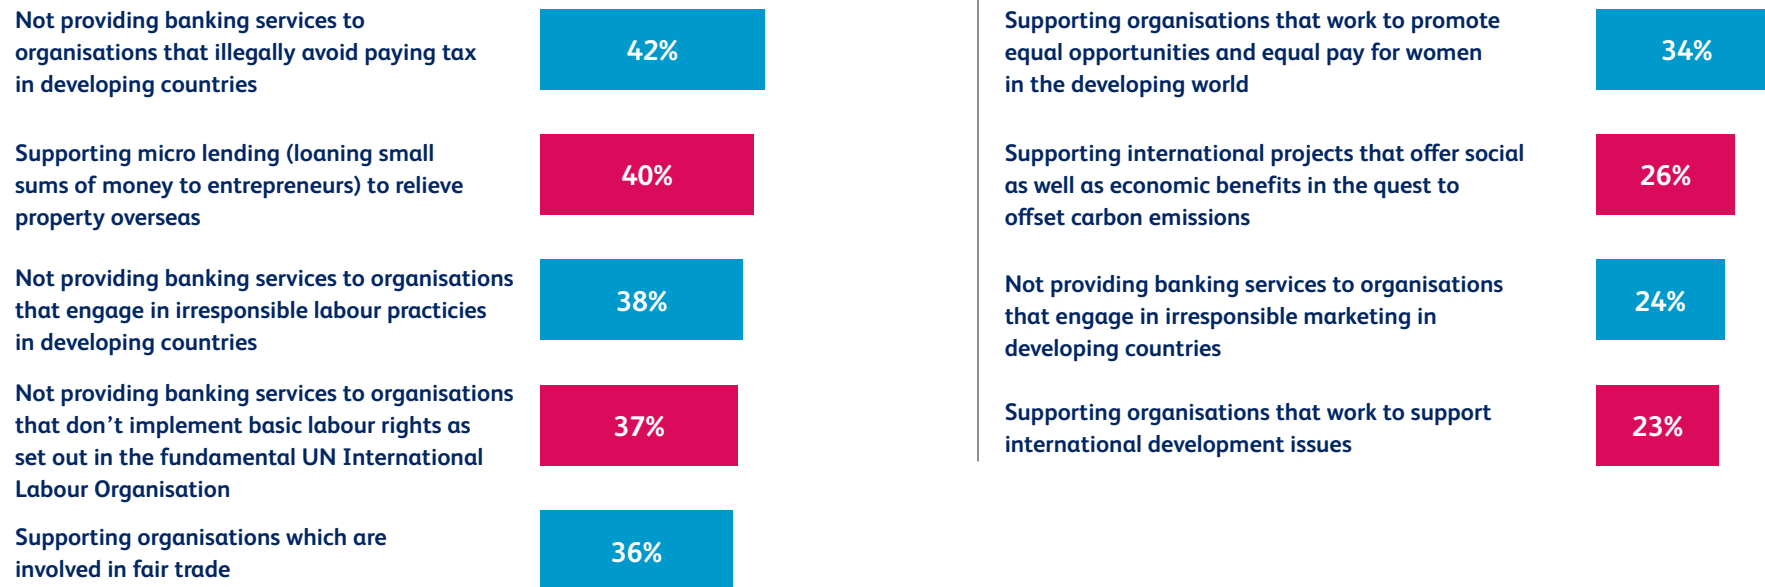 Not providing banking services to
organisations that illegally avoid paying tax
in developing countries
42%
Supporting micro lending (loaning small
sums of money to entrepreneurs) to relieve
property overseas
40%
Not providing banking services to organisations
that engage in irresponsible labour practicies
in developing countries
38%
Not providing banking services to organisations
that don’t implement basic labour rights as
set out in the fundamental UN International
Labour Organisation
37%
Supporting organisations which are
involved in fair trade
36%
Supporting organisations that work to promote
equal opportunities and equal pay for women
in the developing world
34%
Supporting international projects that offer social
as well as economic benefits in the quest to
offset carbon emissions
26%
Not providing banking services to organisations
that engage in irresponsible marketing in
developing countries
24%
Supporting organisations that work to support
international development issues
23%